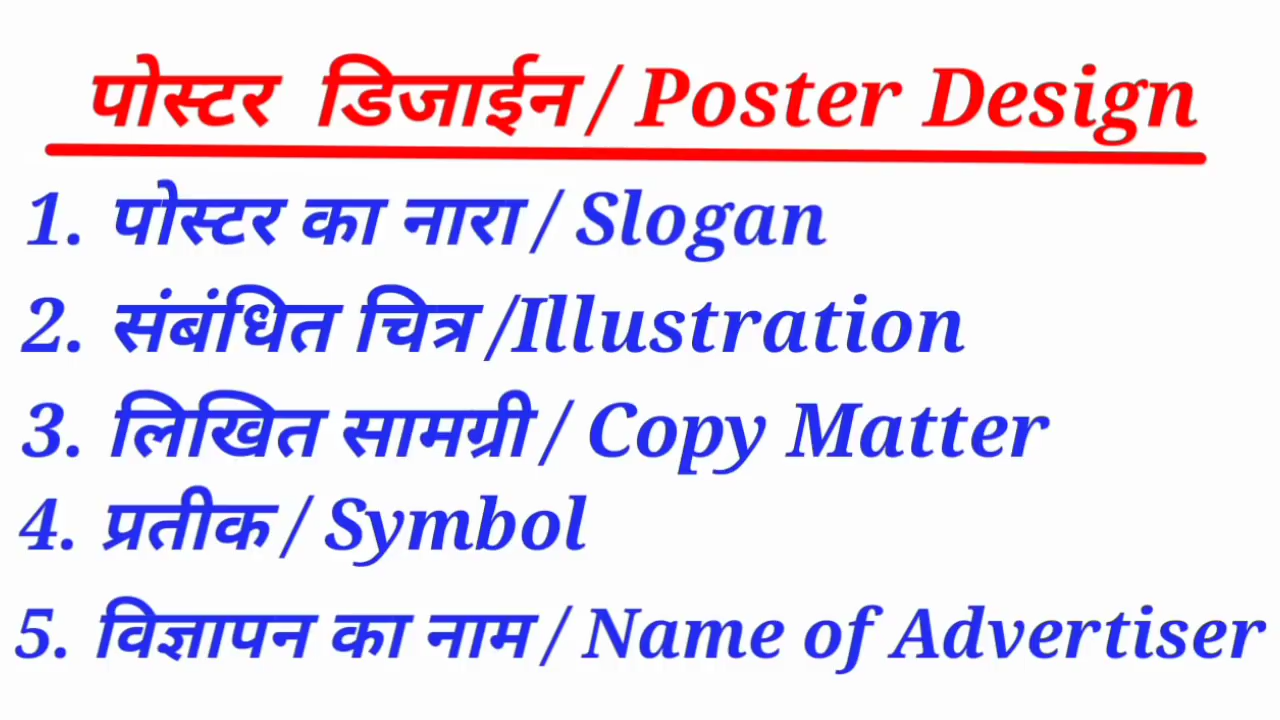 पोस्टर डिजाईन / Poster Design
1. पोस्टर का नारा / Slogan
2. संबंधित चित्र /Illustration
3. लिखित सामग्री / Copy Matter
4. प्रतीक / Symbol
5. विज्ञापन का नाम / Name of Advertiser